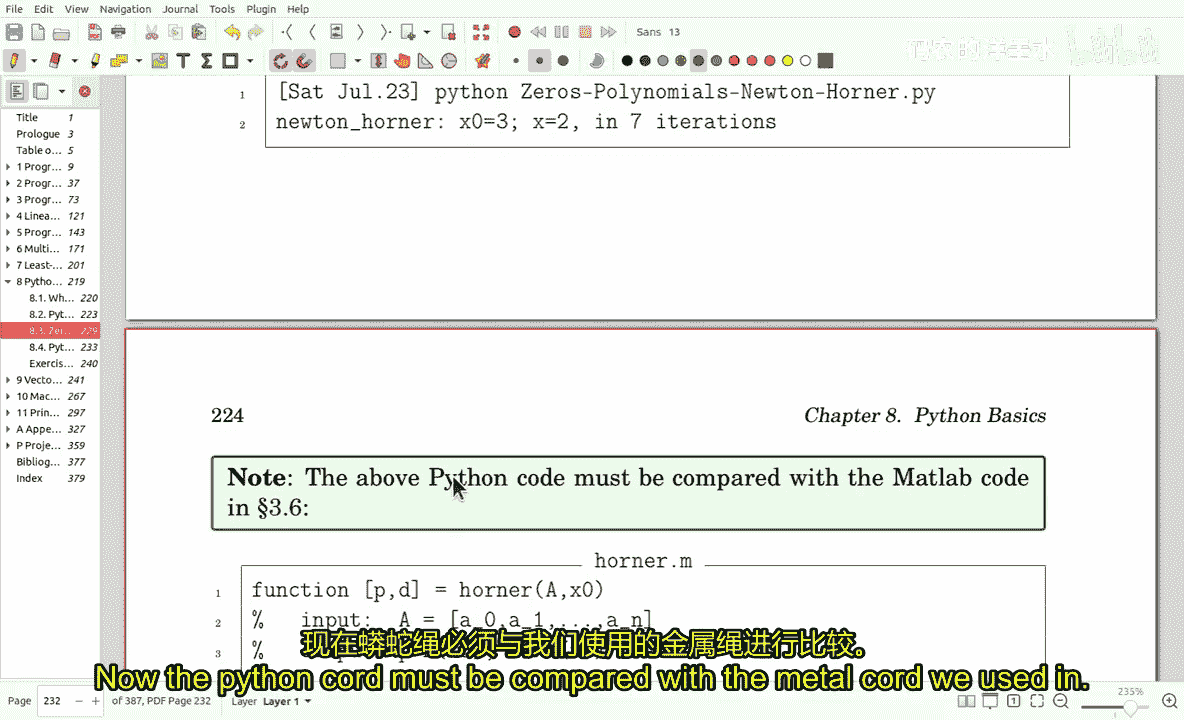 File Edit View Navigation Journal Tools Plugin Help
Sans 13
Title 1
Prologue 3
Table o... 5
1 Progr... 9
2 Progr... 37
3 Progr... 73
4 Linea... 121
5 Progr... 143
6 Multi... 171
7 Least-... 201
8 Pytho... 219
8.1. Wh... 220
8.2. Pyt... 223
8.3. Zer... 229
8.4. Pyt... 233
Exercis... 240
9 Vecto... 241
10 Mac... 267
11 Prin... 297
A Appe... 327
P Proje... 359
Bibliog... 377
Index 379
1 [Sat Jul.23] python Zeros-Polynomials-Newton-Horner.py
2 newton_horner: x0=3; x=2, in 7 iterations
224 Chapter 8. Python Basics
Note: The above Python code must be compared with the Matlab code
in §3.6:
horner.m
1 function [p,d] = horner(A,x0)
2 % input: A = [a_0,a_1,...,a_n]
3 %
现在蟒蛇绳必须与我们使用的金属绳进行比较。
Now the python cord must be compared with the metal cord we used in.
Page 232 of 387, PDF Page 232 Layer Layer 1 235%